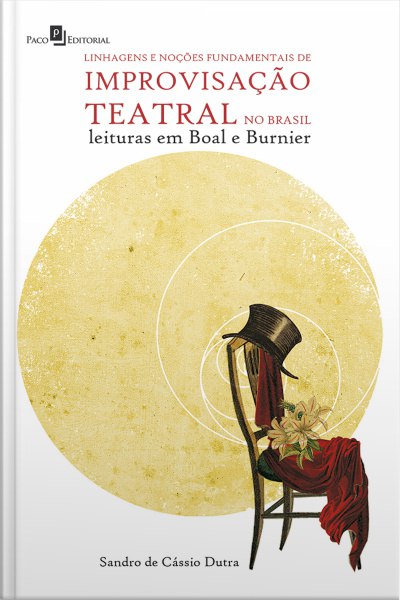 PACO EDITORIAL
LINHAGENS E NOÇÕES FUNDAMENTAIS DE
IMPROVISAÇÃO
TEATRAL NO BRASIL
leituras em Boal e Burnier
Sandro de Cássio Dutra